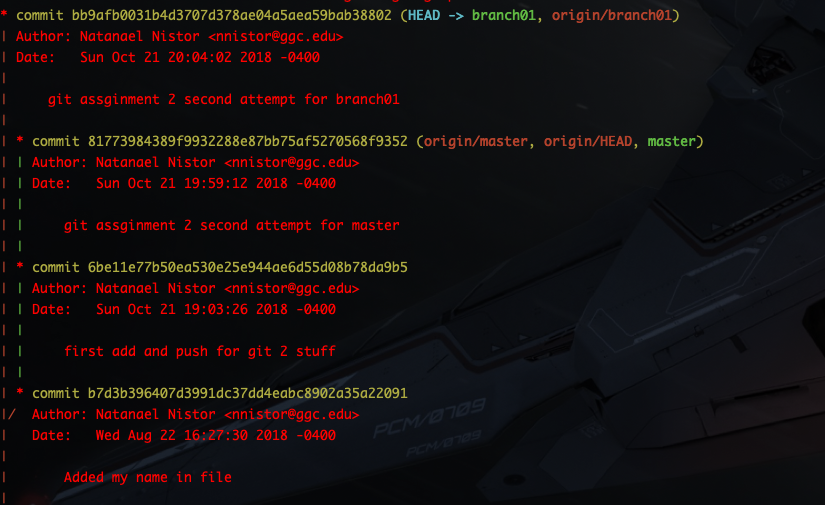 * commit bb9afb0031b4d3707d378ae04a5aea59bab38802 (HEAD -> branch01, origin/branch01)
| Author: Natanael Nistor <nnistor@ggc.edu>
| Date:   Sun Oct 21 20:04:02 2018 -0400
|
|     git assginment 2 second attempt for branch01
|
| * commit 81773984389f9932288e87bb75af5270568f9352 (origin/master, origin/HEAD, master)
| | Author: Natanael Nistor <nnistor@ggc.edu>
| | Date:   Sun Oct 21 19:59:12 2018 -0400
| |
| |     git assginment 2 second attempt for master
| |
| * commit 6be11e77b50ea530e25e944ae6d55d08b78da9b5
| | Author: Natanael Nistor <nnistor@ggc.edu>
| | Date:   Sun Oct 21 19:03:26 2018 -0400
| |
| |     first add and push for git 2 stuff
| |
| * commit b7d3b396407d3991dc37dd4eabc8902a35a22091
|/  Author: Natanael Nistor <nnistor@ggc.edu>
|   Date:   Wed Aug 22 16:27:30 2018 -0400
|
|       Added my name in file
|
PCM/0709
PCM/0709